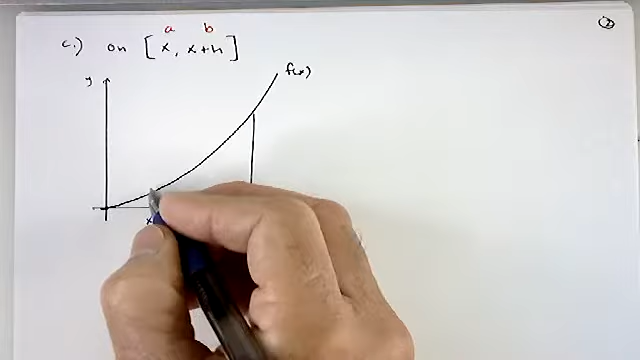 ②
a b
c.) on [x, x+h]
y
f(x)
x